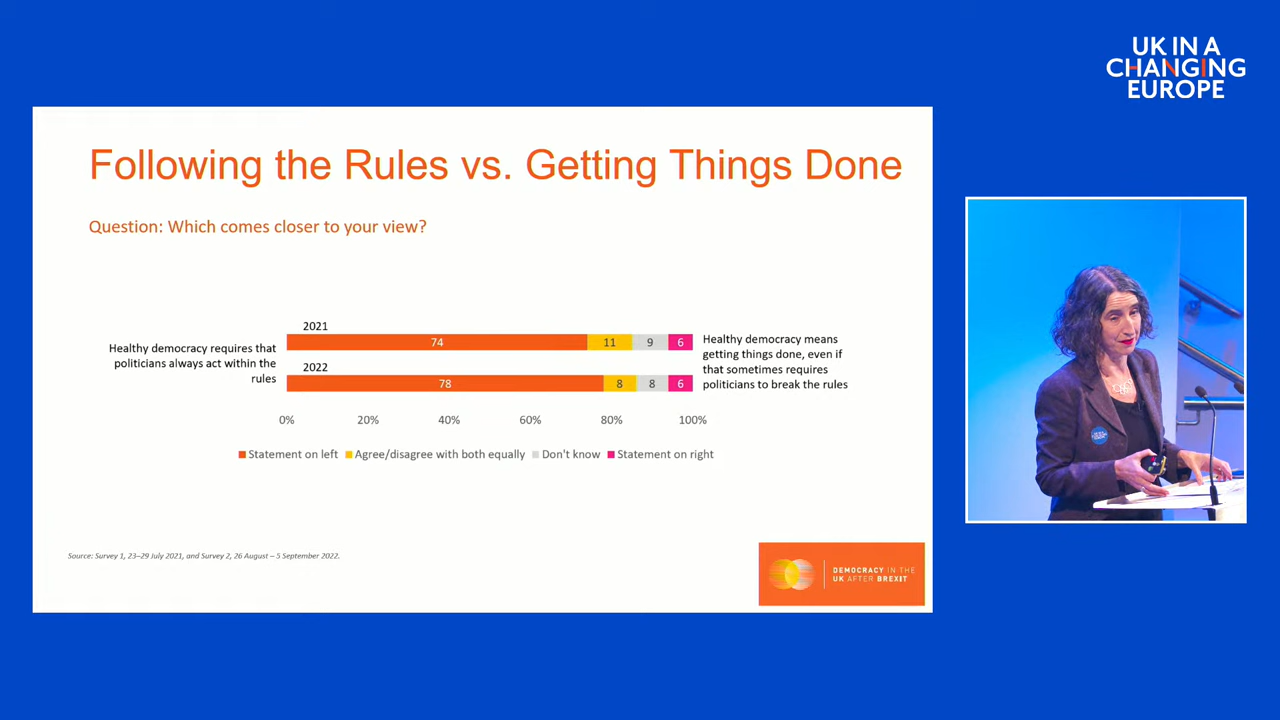 UK IN A
CHANGING
EUROPE
Following the Rules vs. Getting Things Done
Question: Which comes closer to your view?
2021
Healthy democracy requires that
politicians always act within the
rules
74
11
9
6
2022
78
8
8
6
Healthy democracy means
getting things done, even if
that sometimes requires
politicians to break the rules
0%
20%
40%
60%
80%
100%
Statement on left
Agree/disagree with both equally
Don't know
Statement on right
Source: Survey 1, 23–29 July 2021, and Survey 2, 26 August – 5 September 2022.
DEMOCRACY IN THE
UK AFTER BREXIT